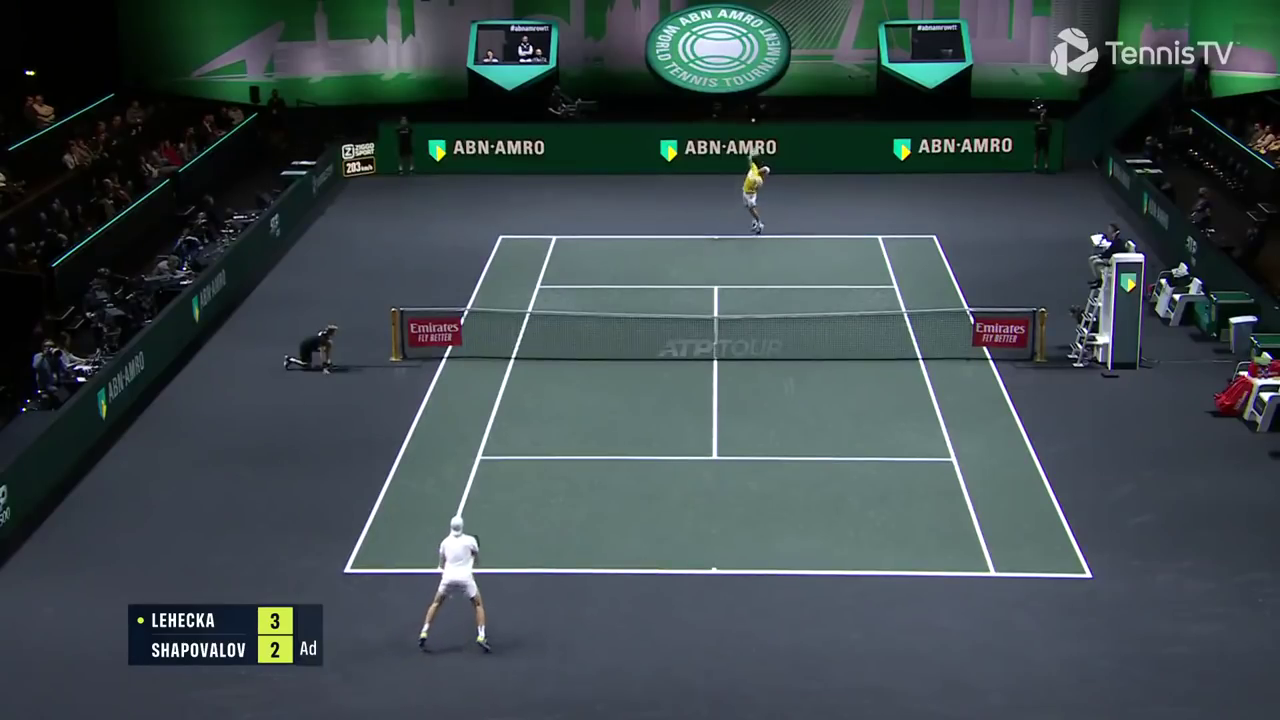 #abnamrowtt
ABN AMRO
WORLD TENNIS TOURNAMENT
#abnamrowtt
TennisTV
ZIGGO SPORT
203 km/h
ABN·AMRO
ABN·AMRO
ABN·AMRO
ABN·AMRO
ABN·AMRO
Emirates
FLY BETTER
ATP TOUR
Emirates
FLY BETTER
500
LEHECKA 3
SHAPOVALOV 2 Ad